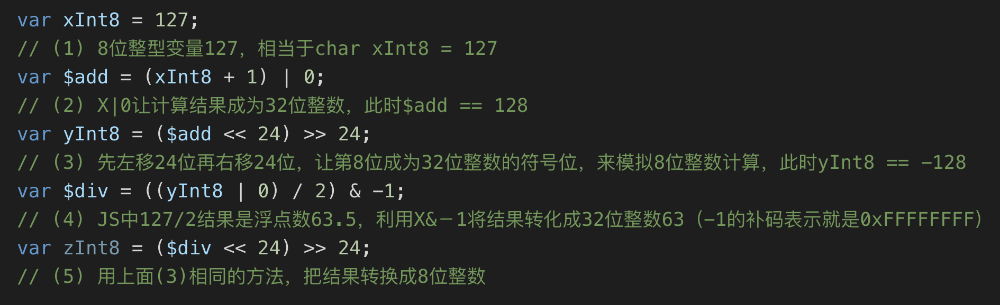 var xInt8 = 127;
// (1) 8位整型变量127，相当于char xInt8 = 127
var $add = (xInt8 + 1) | 0;
// (2) X|0让计算结果成为32位整数，此时$add == 128
var yInt8 = ($add << 24) >> 24;
// (3) 先左移24位再右移24位，让第8位成为32位整数的符号位，来模拟8位整数计算，此时yInt8 == -128
var $div = ((yInt8 | 0) / 2) & -1;
// (4) JS中127/2结果是浮点数63.5，利用X&－1将结果转化成32位整数63（-1的补码表示就是0xFFFFFFFF）
var zInt8 = ($div << 24) >> 24;
// (5) 用上面(3)相同的方法，把结果转换成8位整数